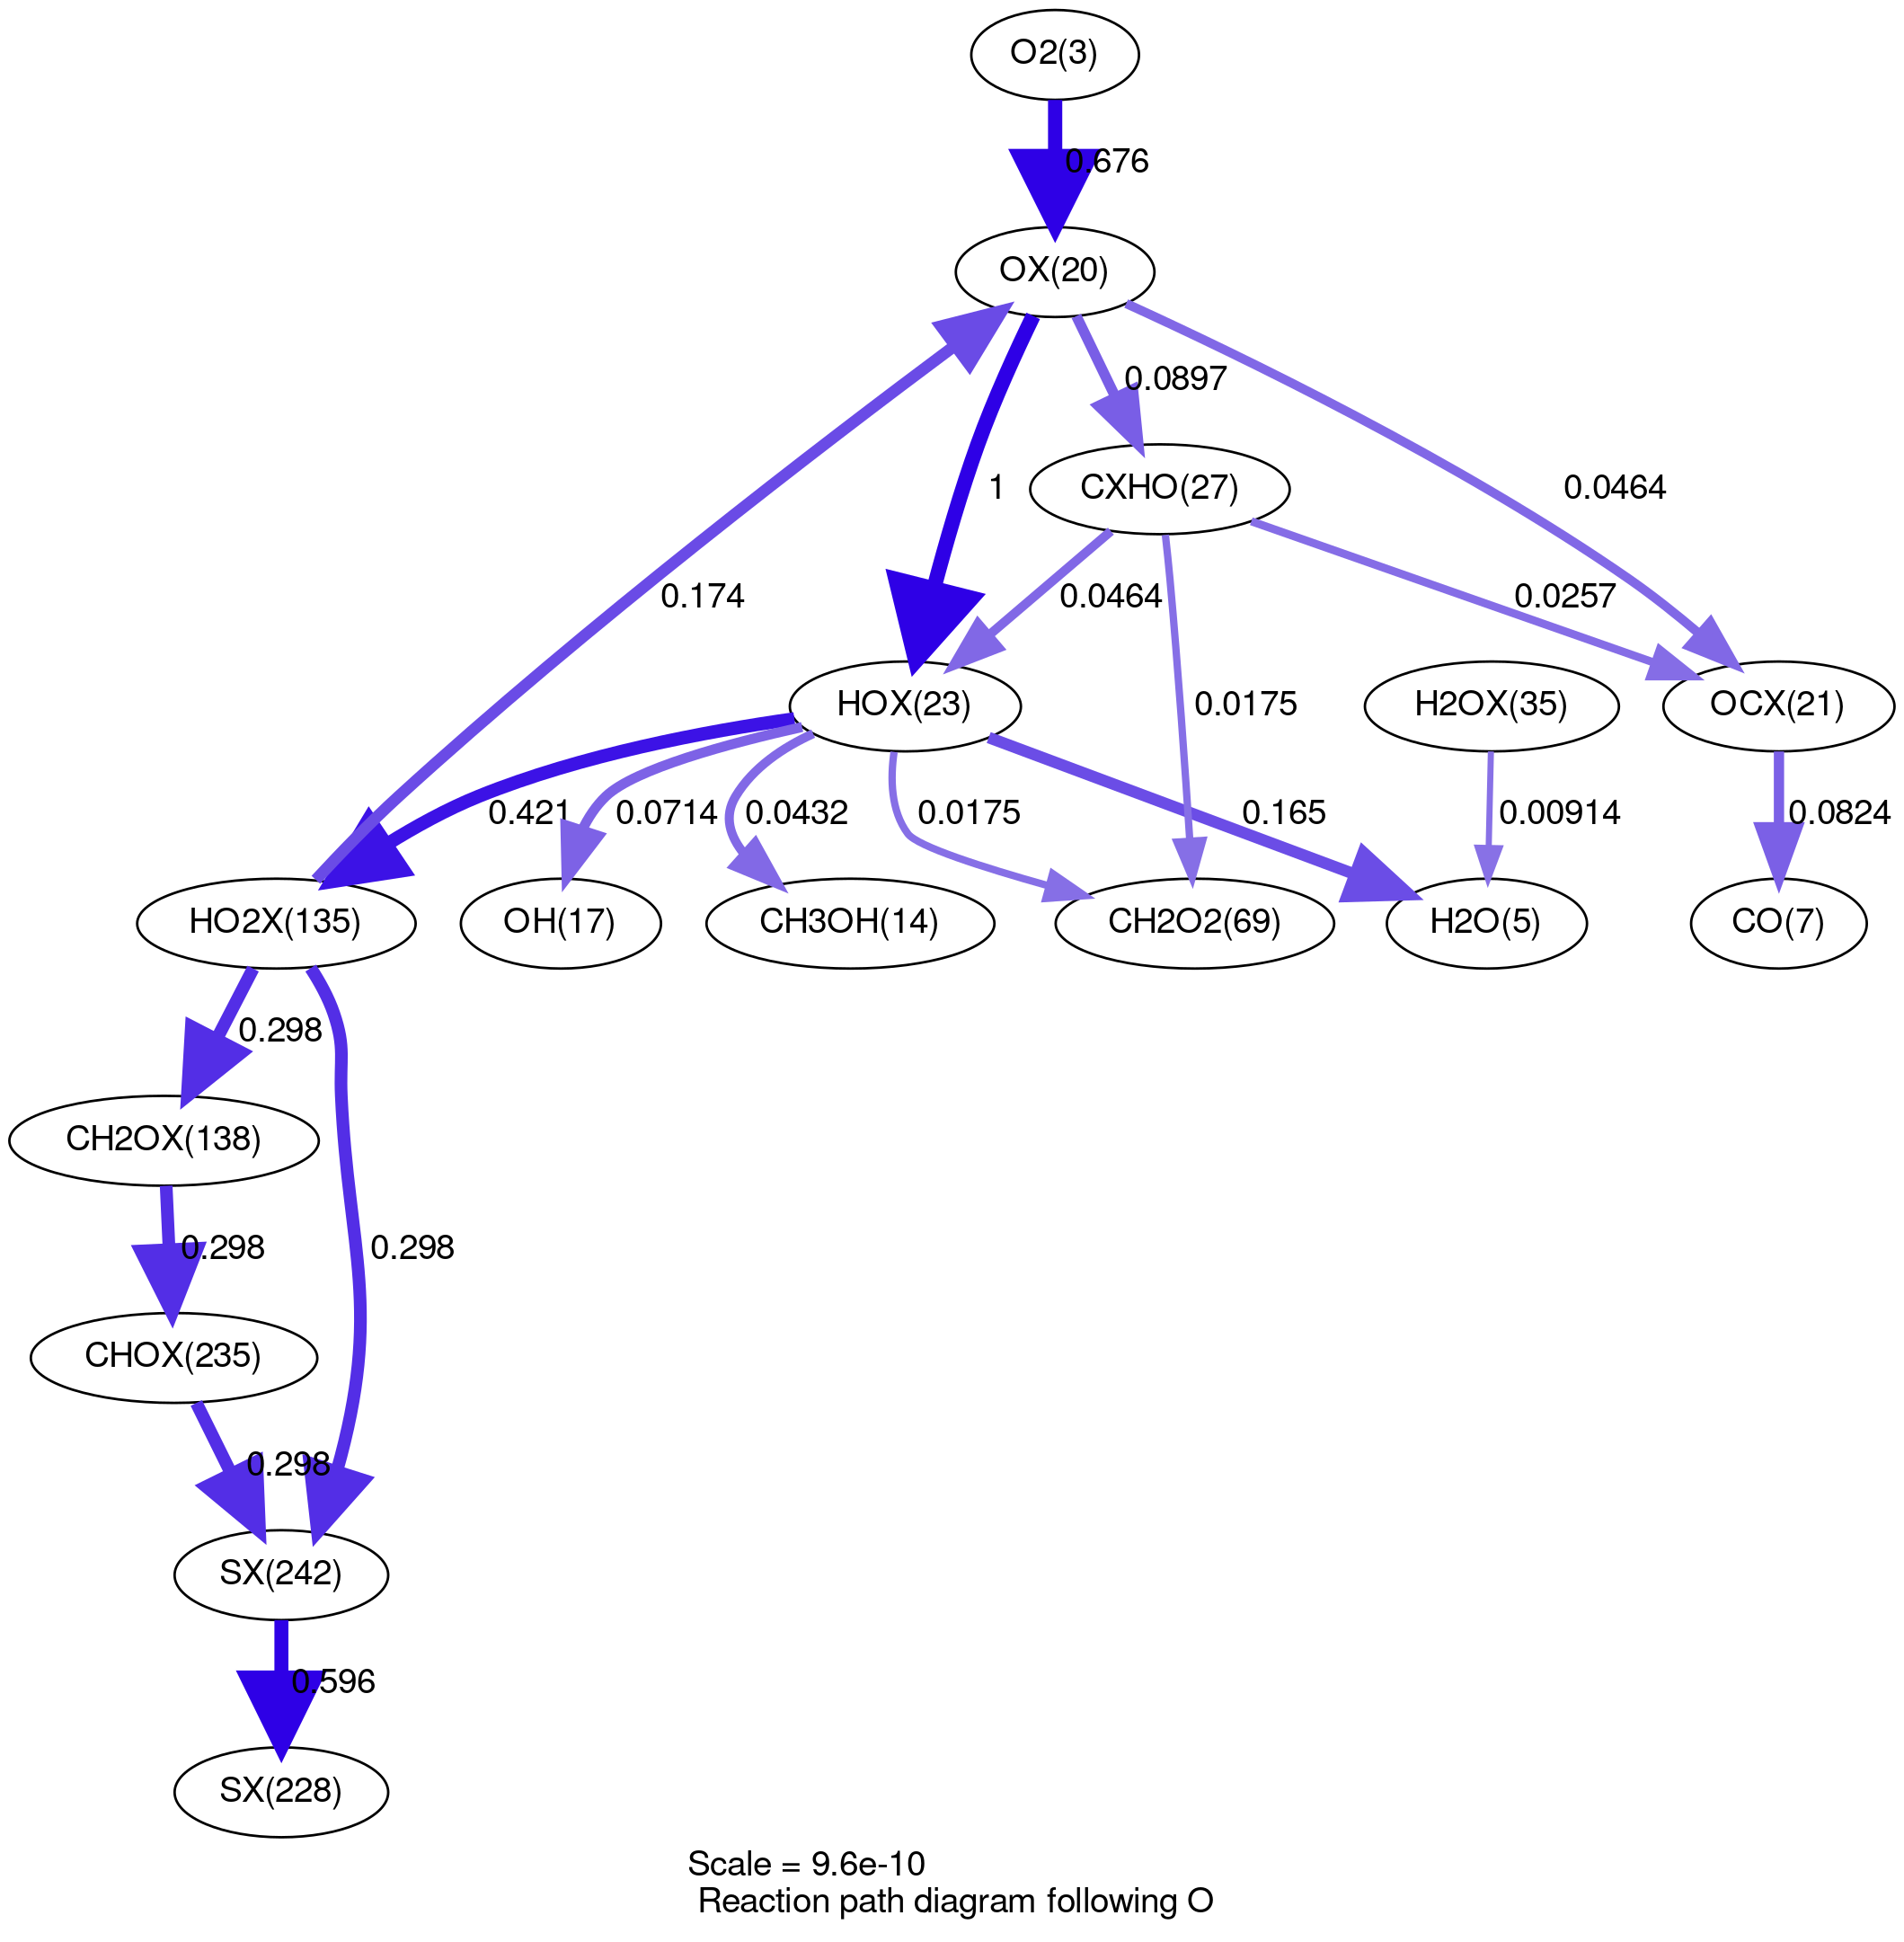 O2(3)
0.676
OX(20)
0.0897
CXHO(27)
1
0.0464
0.174
0.0464
0.0257
HOX(23)
H2OX(35)
OCX(21)
0.0175
0.421
0.0714
0.0432
0.0175
0.165
0.00914
0.0824
HO2X(135)
OH(17)
CH3OH(14)
CH2O2(69)
H2O(5)
CO(7)
0.298
CH2OX(138)
0.298
0.298
CHOX(235)
0.298
SX(242)
0.596
SX(228)
Scale = 9.6e-10
Reaction path diagram following O